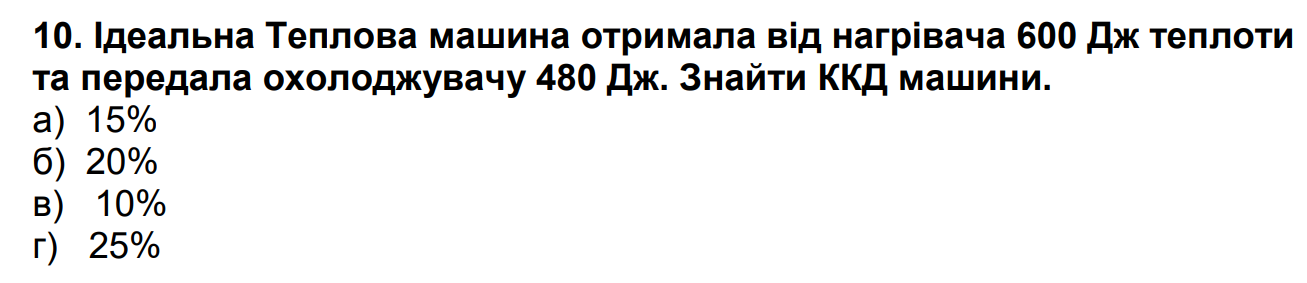 10. Ідеальна Теплова машина отримала від нагрівача 600 Дж теплоти
та передала охолоджувачу 480 Дж. Знайти ККД машини.
а) 15%
б) 20%
в) 10%
г) 25%